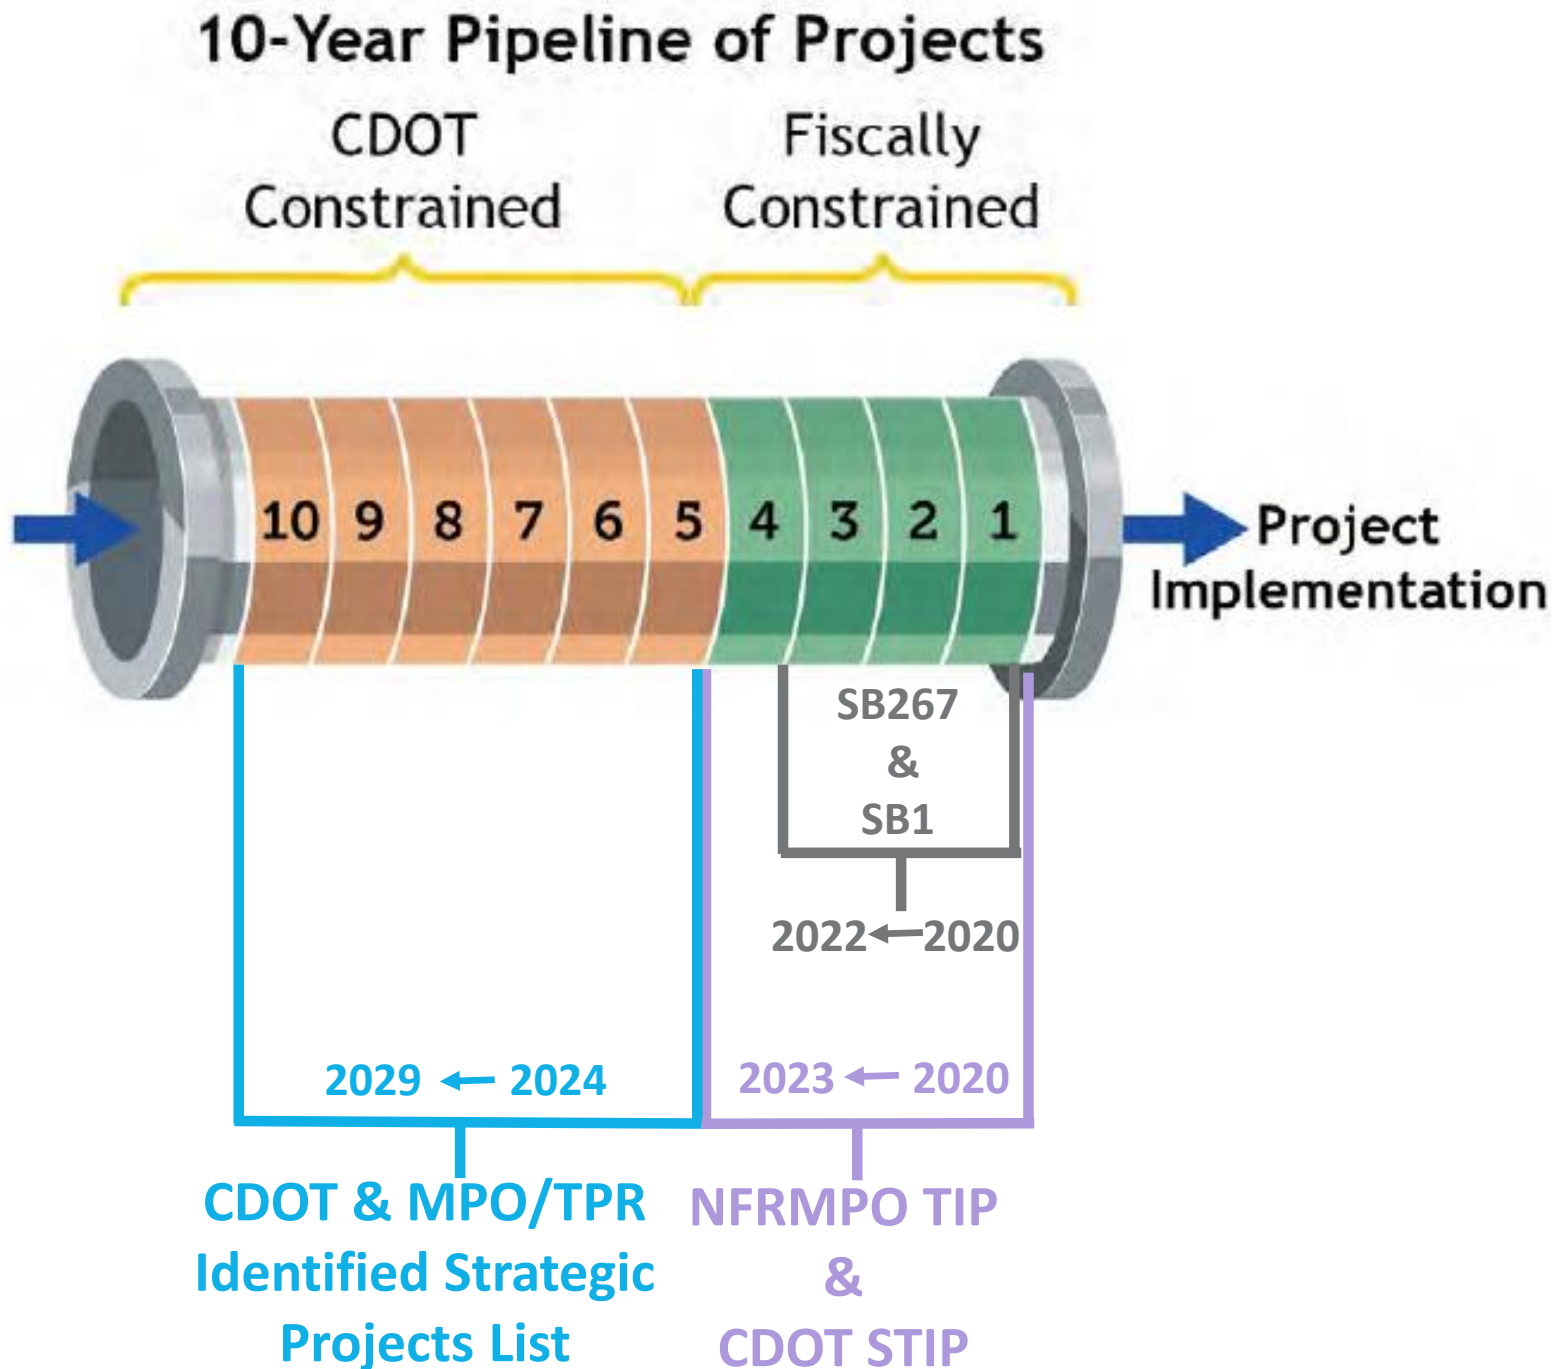 10-Year Pipeline of Projects
CDOT
Constrained
Fiscally
Constrained
10 9 8 7 6 5 4 3 2 1
Project
Implementation
SB267
&
SB1
2022 2020
2029 2024
2023 2020
CDOT & MPO/TPR
Identified Strategic
Projects List
NFRMPO TIP
&
CDOT STIP